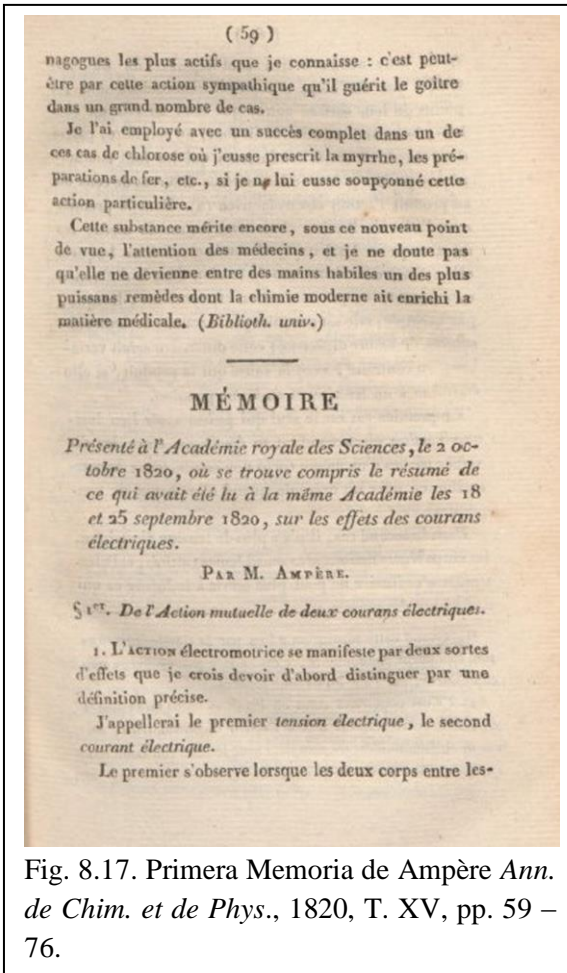 ( 59 )
nagogues les plus actifs que je connaisse : c'est peut-
être par cette action sympathique qu'il guérit le goître
dans un grand nombre de cas.
Je l'ai employé avec un succès complet dans un de
ces cas de chlorose où j'eusse prescrit la myrrhe, les pré-
parations de fer, etc., si je ne lui eusse soupçonné cette
action particulière.
Cette substance mérite encore, sous ce nouveau point
de vue, l'attention des médecins, et je ne doute pas
qu'elle ne devienne entre des mains habiles un des plus
puissans remèdes dont la chimie moderne ait enrichi la
matière médicale. (Biblioth. univ.)
MÉMOIRE
Présenté à l'Académie royale des Sciences, le 2 oc-
tobre 1820, où se trouve compris le résumé de
ce qui avait été lu à la même Académie les 18
et 25 septembre 1820, sur les effets des courans
électriques.
PAR M. AMPÈRE.
§ 1er. De l'Action mutuelle de deux courans électriques.
1. L'ACTION électromotrice se manifeste par deux sortes
d'effets que je crois devoir d'abord distinguer par une
définition précise.
J'appellerai le premier tension électrique, le second
courant électrique.
Le premier s'observe lorsque les deux corps entre les-
Fig. 8.17. Primera Memoria de Ampère Ann.
de Chim. et de Phys., 1820, T. XV, pp. 59 –
76.